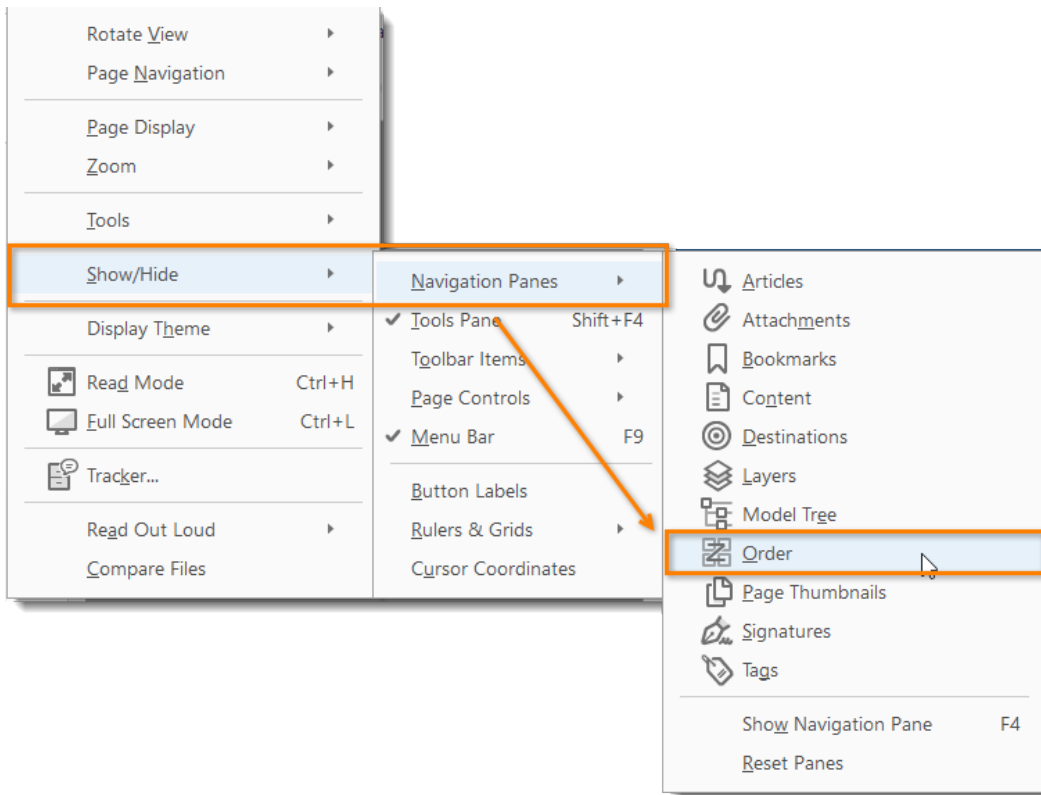 Rotate View
Page Navigation
Page Display
Zoom
Tools
Show/Hide
Display Theme
Read Mode Ctrl+H
Full Screen Mode Ctrl+L
Tracker...
Read Out Loud
Compare Files
Navigation Panes
Tools Pane Shift+F4
Toolbar Items
Page Controls
Menu Bar F9
Button Labels
Rulers & Grids
Cursor Coordinates
Articles
Attachments
Bookmarks
Content
Destinations
Layers
Model Tree
Order
Page Thumbnails
Signatures
Tags
Show Navigation Pane F4
Reset Panes